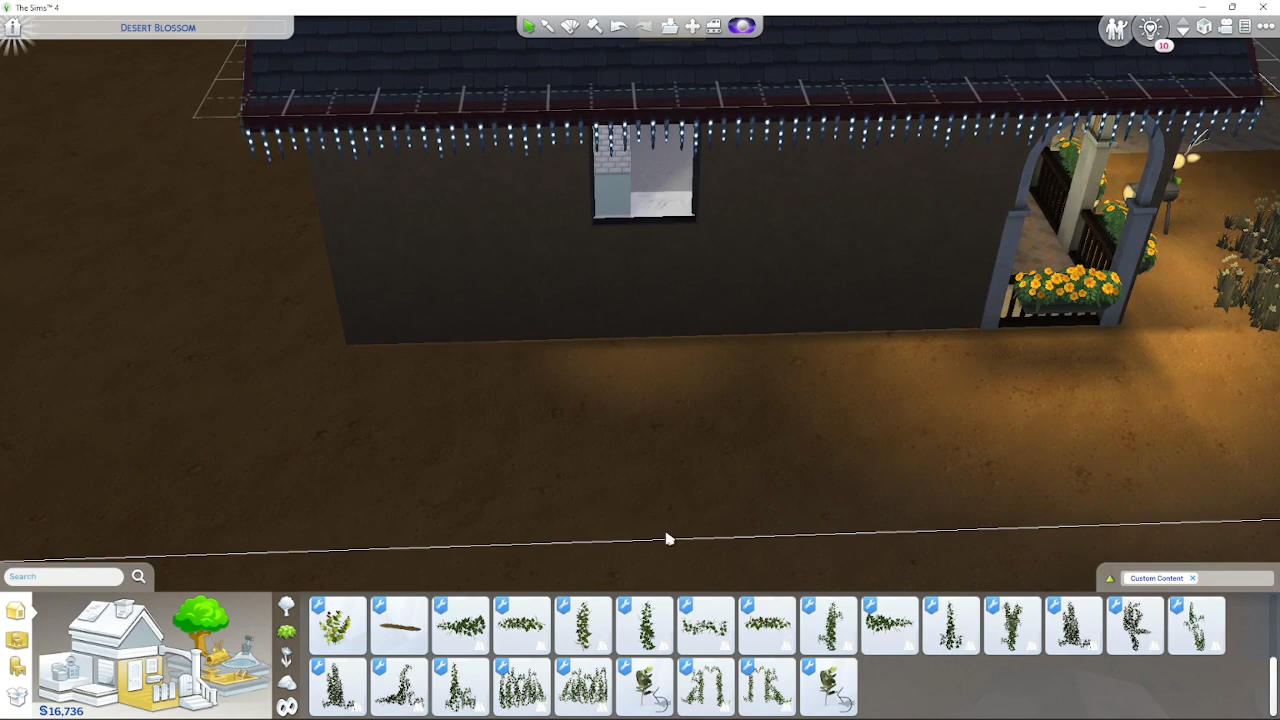 The Sims™ 4
DESERT BLOSSOM
10
Search
Custom Content
$16,736